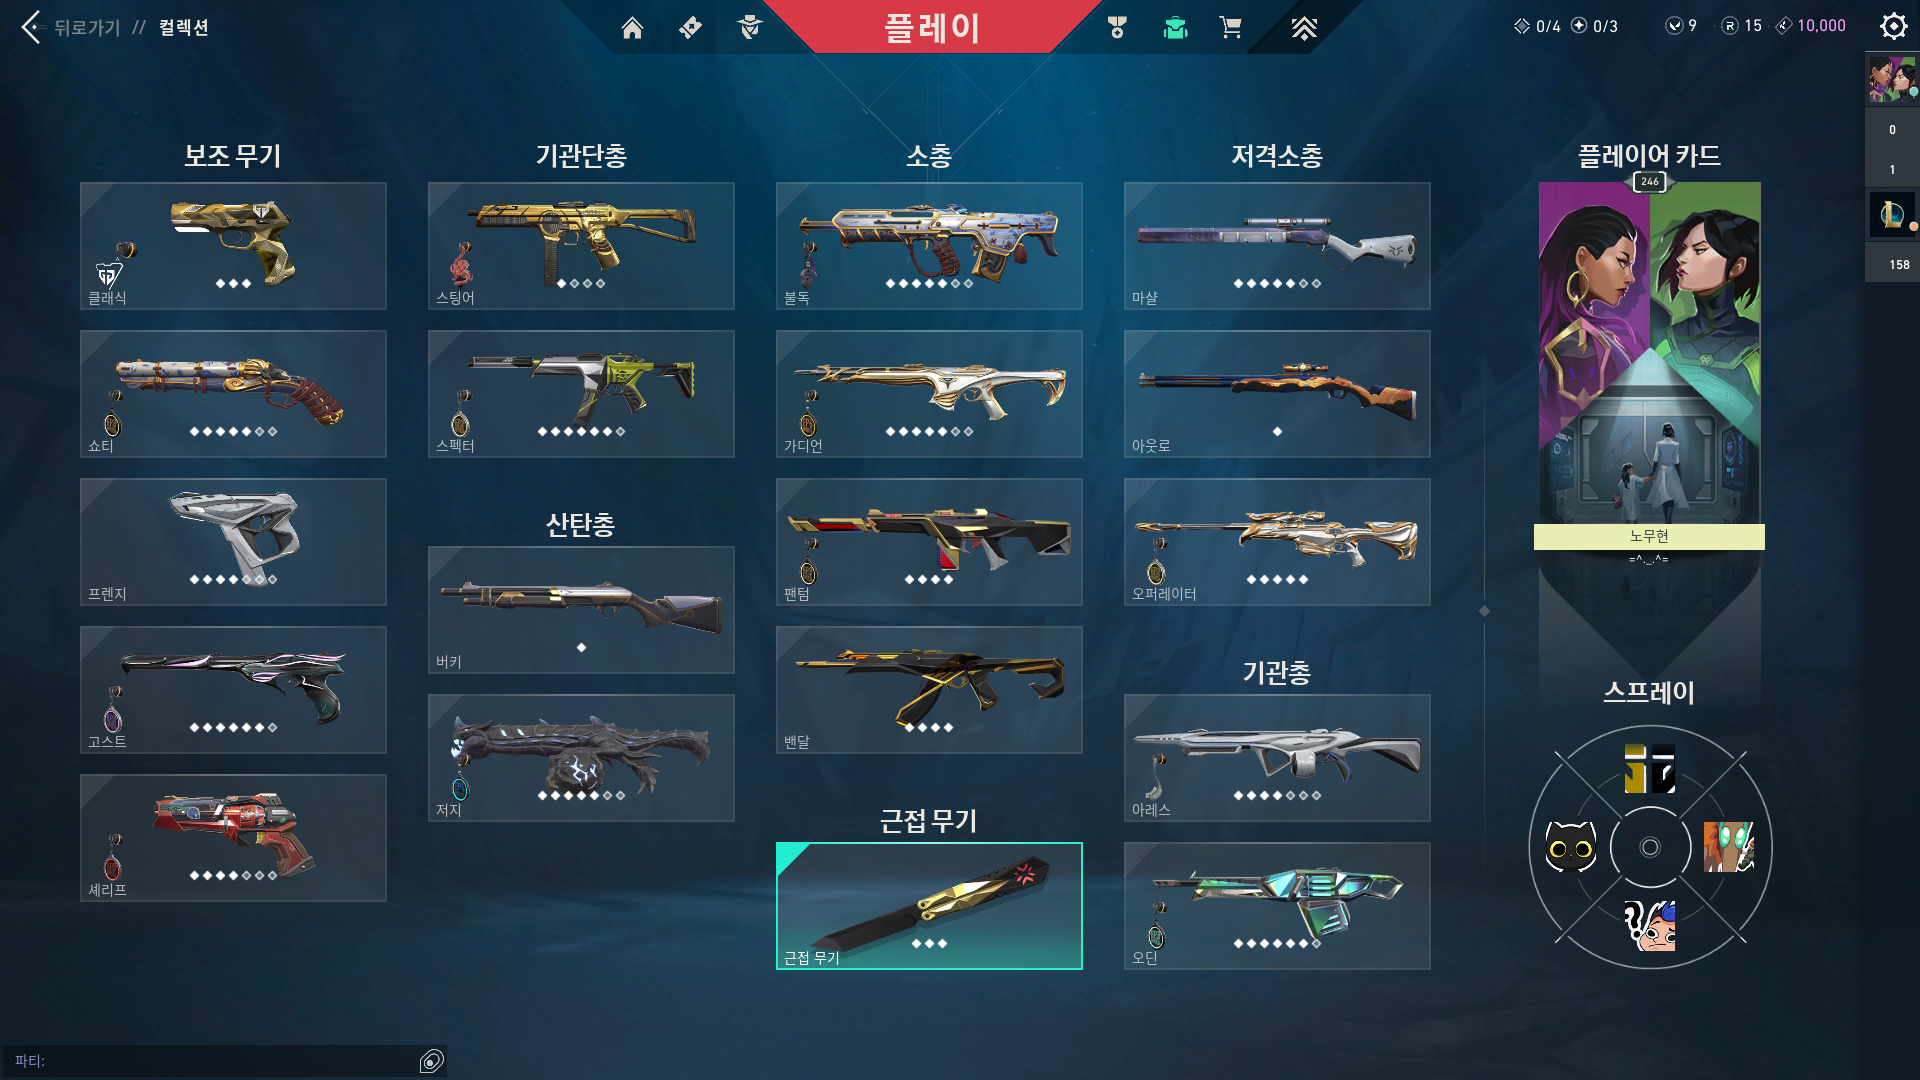 뒤로가기 // 컬렉션
플레이
0/4 0/3 9 15 10,000
보조 무기
기관단총
소총
저격소총
플레이어 카드
246
클래식
스팅어
불독
마샬
쇼티
스펙터
가디언
아웃로
프렌지
산탄총
팬텀
오퍼레이터
노무현
=^._.^=
버키
고스트
밴달
기관총
스프레이
저지
아레스
셰리프
근접 무기
근접 무기
오딘
0
1
158
파티: